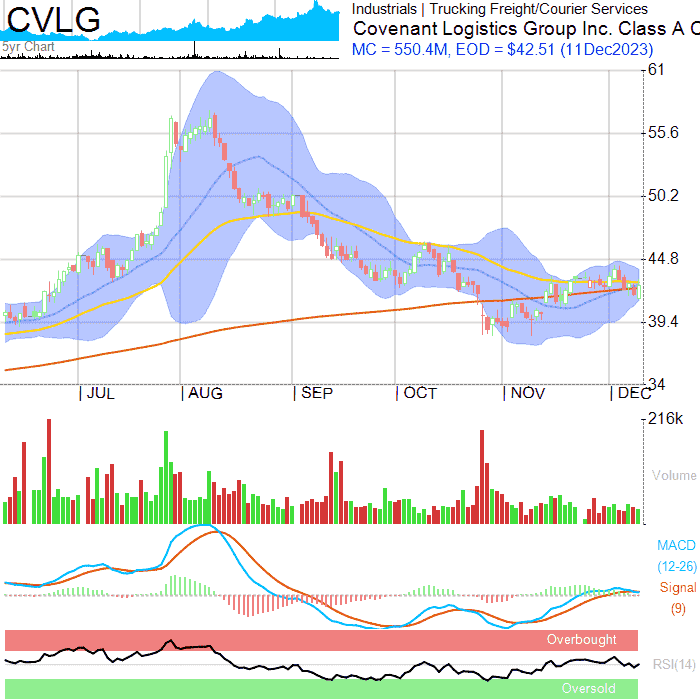 CVLG
5yr Chart
Industrials | Trucking Freight/Courier Services
Covenant Logistics Group Inc. Class A C
MC = 550.4M, EOD = $42.51 (11Dec2023)
61
55.6
50.2
44.8
39.4
34
| JUL
| AUG
| SEP
| OCT
| NOV
| DEC
216k
Volume
MACD
(12-26)
Signal
(9)
Overbought
RSI(14)
Oversold